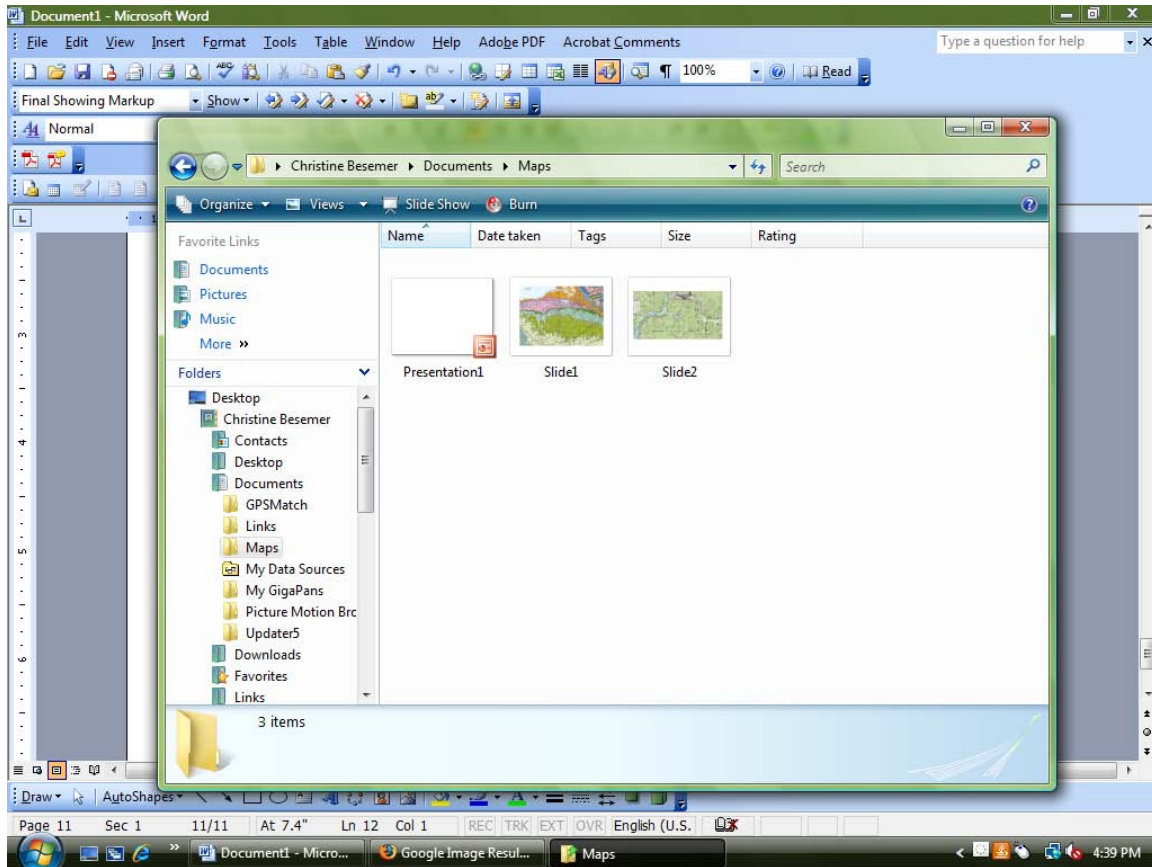 Document1 - Microsoft Word
File Edit View Insert Format Tools Table Window Help Adobe PDF Acrobat Comments
Type a question for help
100% Read
Final Showing Markup Show
Normal
Christine Besemer Documents Maps
Search
Organize Views Slide Show Burn
Favorite Links
Documents
Pictures
Music
More »
Folders
Desktop
Christine Besemer
Contacts
Desktop
Documents
GPSMatch
Links
Maps
My Data Sources
My GigaPans
Picture Motion Brc
Updater5
Downloads
Favorites
Links
Name Date taken Tags Size Rating
Presentation1 Slide1 Slide2
3 items
Draw AutoShapes
Page 11 Sec 1 11/11 At 7.4" Ln 12 Col 1 REC TRK EXT OVR English (U.S.
Document1 - Micro... Google Image Resul... Maps 4:39 PM